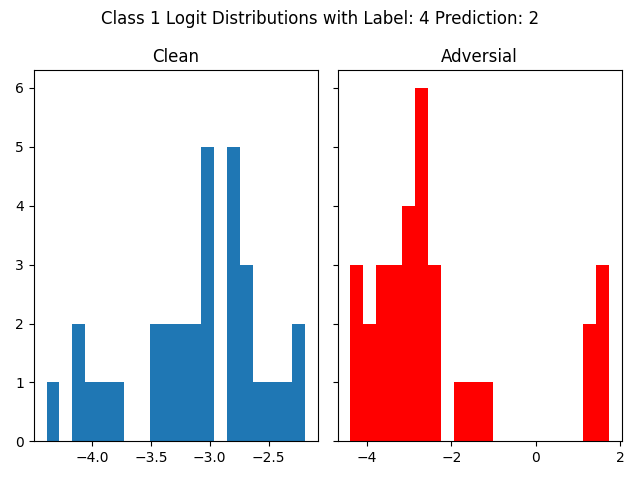 Class 1 Logit Distributions with Label: 4 Prediction: 2
Clean
Adversial
6
5
4
3
2
1
0
−4.0 −3.5 −3.0 −2.5
−4 −2 0 2